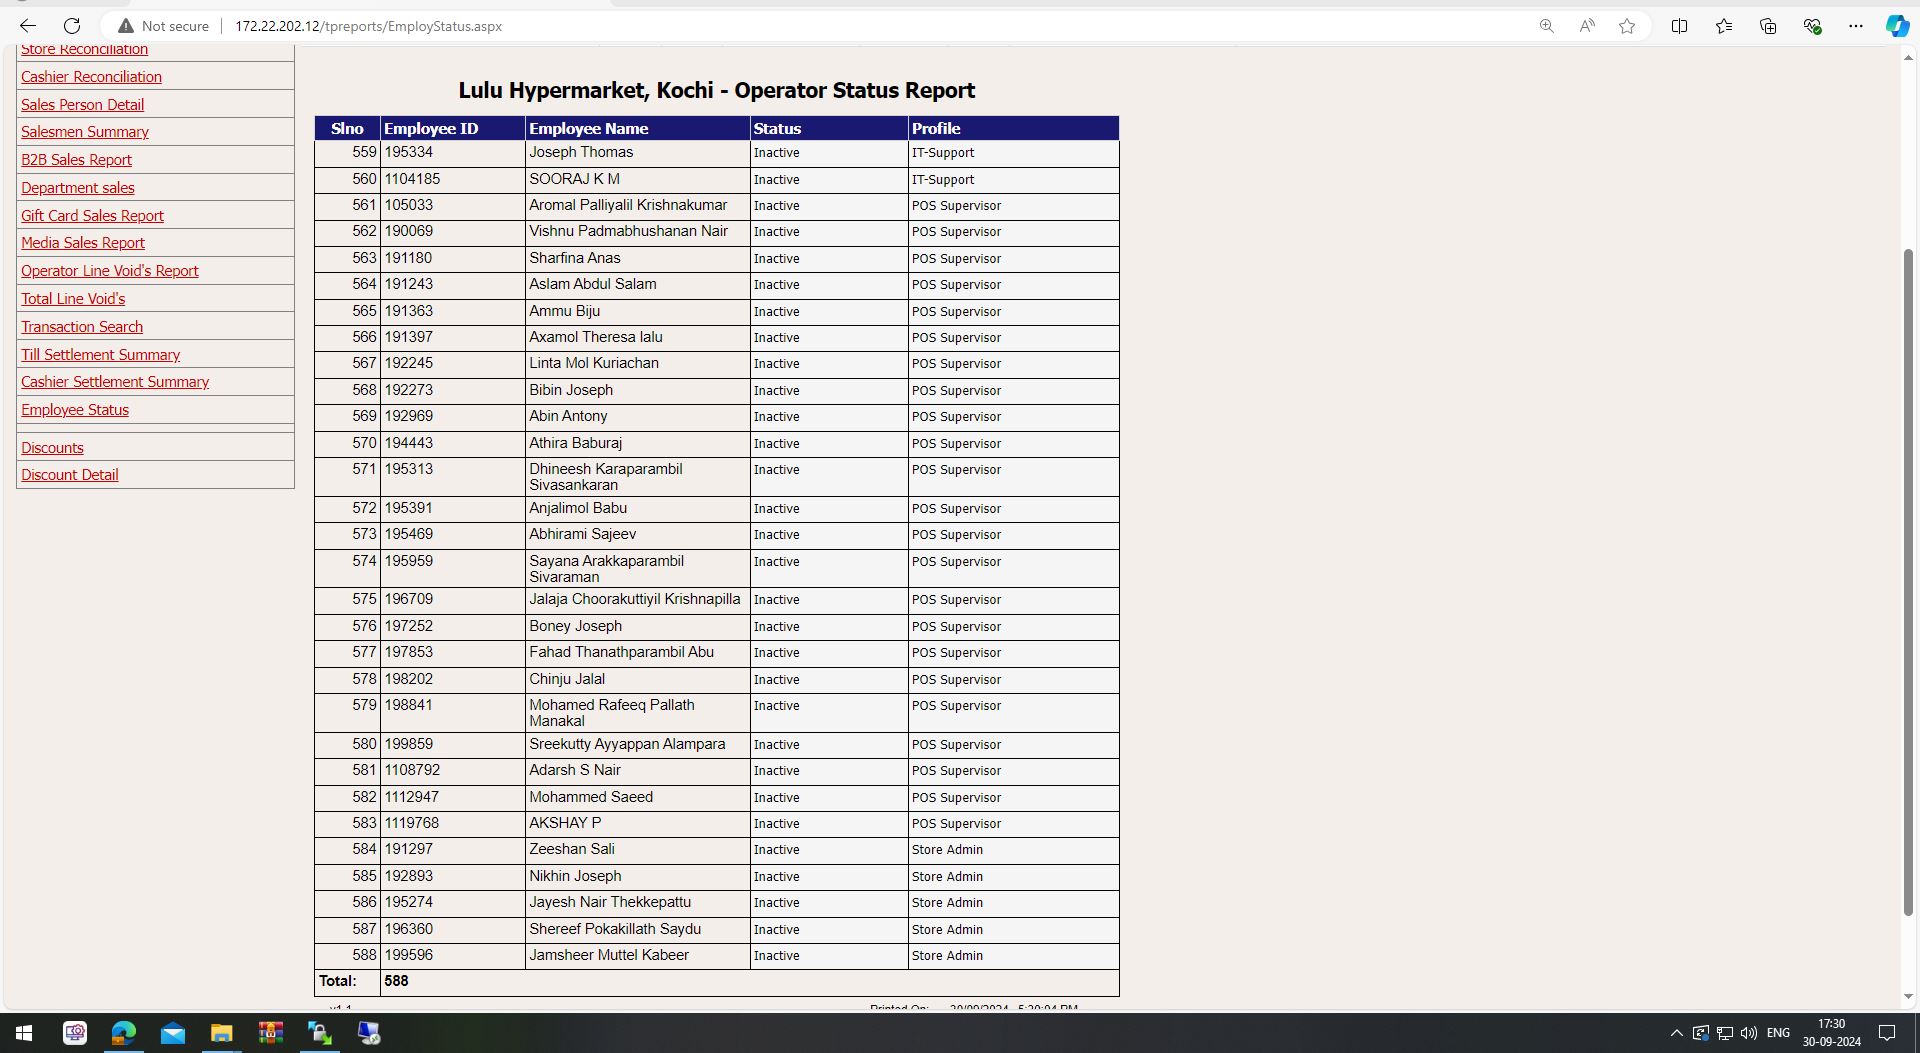 Not secure 172.22.202.12/tpreports/EmployStatus.aspx
Store Reconciliation
Cashier Reconciliation
Sales Person Detail
Salesmen Summary
B2B Sales Report
Department sales
Gift Card Sales Report
Media Sales Report
Operator Line Void's Report
Total Line Void's
Transaction Search
Till Settlement Summary
Cashier Settlement Summary
Employee Status
Discounts
Discount Detail
Lulu Hypermarket, Kochi - Operator Status Report
Slno Employee ID Employee Name Status Profile
559 195334 Joseph Thomas Inactive IT-Support
560 1104185 SOORAJ K M Inactive IT-Support
561 105033 Aromal Palliyalil Krishnakumar Inactive POS Supervisor
562 190069 Vishnu Padmabhushanan Nair Inactive POS Supervisor
563 191180 Sharfina Anas Inactive POS Supervisor
564 191243 Aslam Abdul Salam Inactive POS Supervisor
565 191363 Ammu Biju Inactive POS Supervisor
566 191397 Axamol Theresa lalu Inactive POS Supervisor
567 192245 Linta Mol Kuriachan Inactive POS Supervisor
568 192273 Bibin Joseph Inactive POS Supervisor
569 192969 Abin Antony Inactive POS Supervisor
570 194443 Athira Baburaj Inactive POS Supervisor
571 195313 Dhineesh Karaparambil Inactive POS Supervisor
Sivasankaran
572 195391 Anjalimol Babu Inactive POS Supervisor
573 195469 Abhirami Sajeev Inactive POS Supervisor
574 195959 Sayana Arakkaparambil Inactive POS Supervisor
Sivaraman
575 196709 Jalaja Choorakuttiyil Krishnapilla Inactive POS Supervisor
576 197252 Boney Joseph Inactive POS Supervisor
577 197853 Fahad Thanathparambil Abu Inactive POS Supervisor
578 198202 Chinju Jalal Inactive POS Supervisor
579 198841 Mohamed Rafeeq Pallath Inactive POS Supervisor
Manakal
580 199859 Sreekutty Ayyappan Alampara Inactive POS Supervisor
581 1108792 Adarsh S Nair Inactive POS Supervisor
582 1112947 Mohammed Saeed Inactive POS Supervisor
583 1119768 AKSHAY P Inactive POS Supervisor
584 191297 Zeeshan Sali Inactive Store Admin
585 192893 Nikhin Joseph Inactive Store Admin
586 195274 Jayesh Nair Thekkepattu Inactive Store Admin
587 196360 Shereef Pokakillath Saydu Inactive Store Admin
588 199596 Jamsheer Muttel Kabeer Inactive Store Admin
Total: 588
Printed On: 30/09/2024
ENG
17:30
30-09-2024